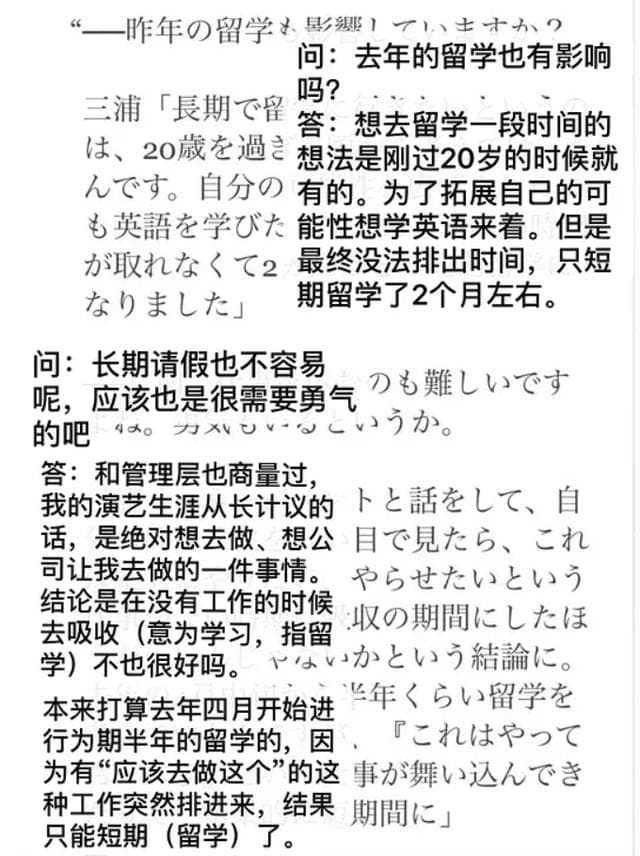 “──昨年の留学も影響していますか？
问：去年的留学也有影响
吗？
三浦「長期で留
答：想去留学一段时间的
は、20歳を過ぎ
想法是刚过20岁的时候就
んです。自分の
有的。为了拓展自己的可
も英語を学びた
能性想学英语来着。但是
が取れなくて2
最终没法排出时间，只短
なりました」
期留学了2个月左右。
问：长期请假也不容易
のも難しいです
呢，应该也是很需要勇气
的吧
ね。勇気もいるというか。
答：和管理层也商量过，
我的演艺生涯从长计议的
トと話をして、自
话，是绝对想去做、想公
目で見たら、これ
司让我去做的一件事情。
やらせたいという
结论是在没有工作的时候
収の期間にしたほ
去吸收（意为学习，指留
学）不也很好吗。
じゃないかという結論に。
半年くらい留学を
本来打算去年四月开始进
行为期半年的留学的，因
、『これはやって
为有“应该去做这个”的这
事が舞い込んでき
种工作突然排进来，结果
期間に」
只能短期（留学）了。